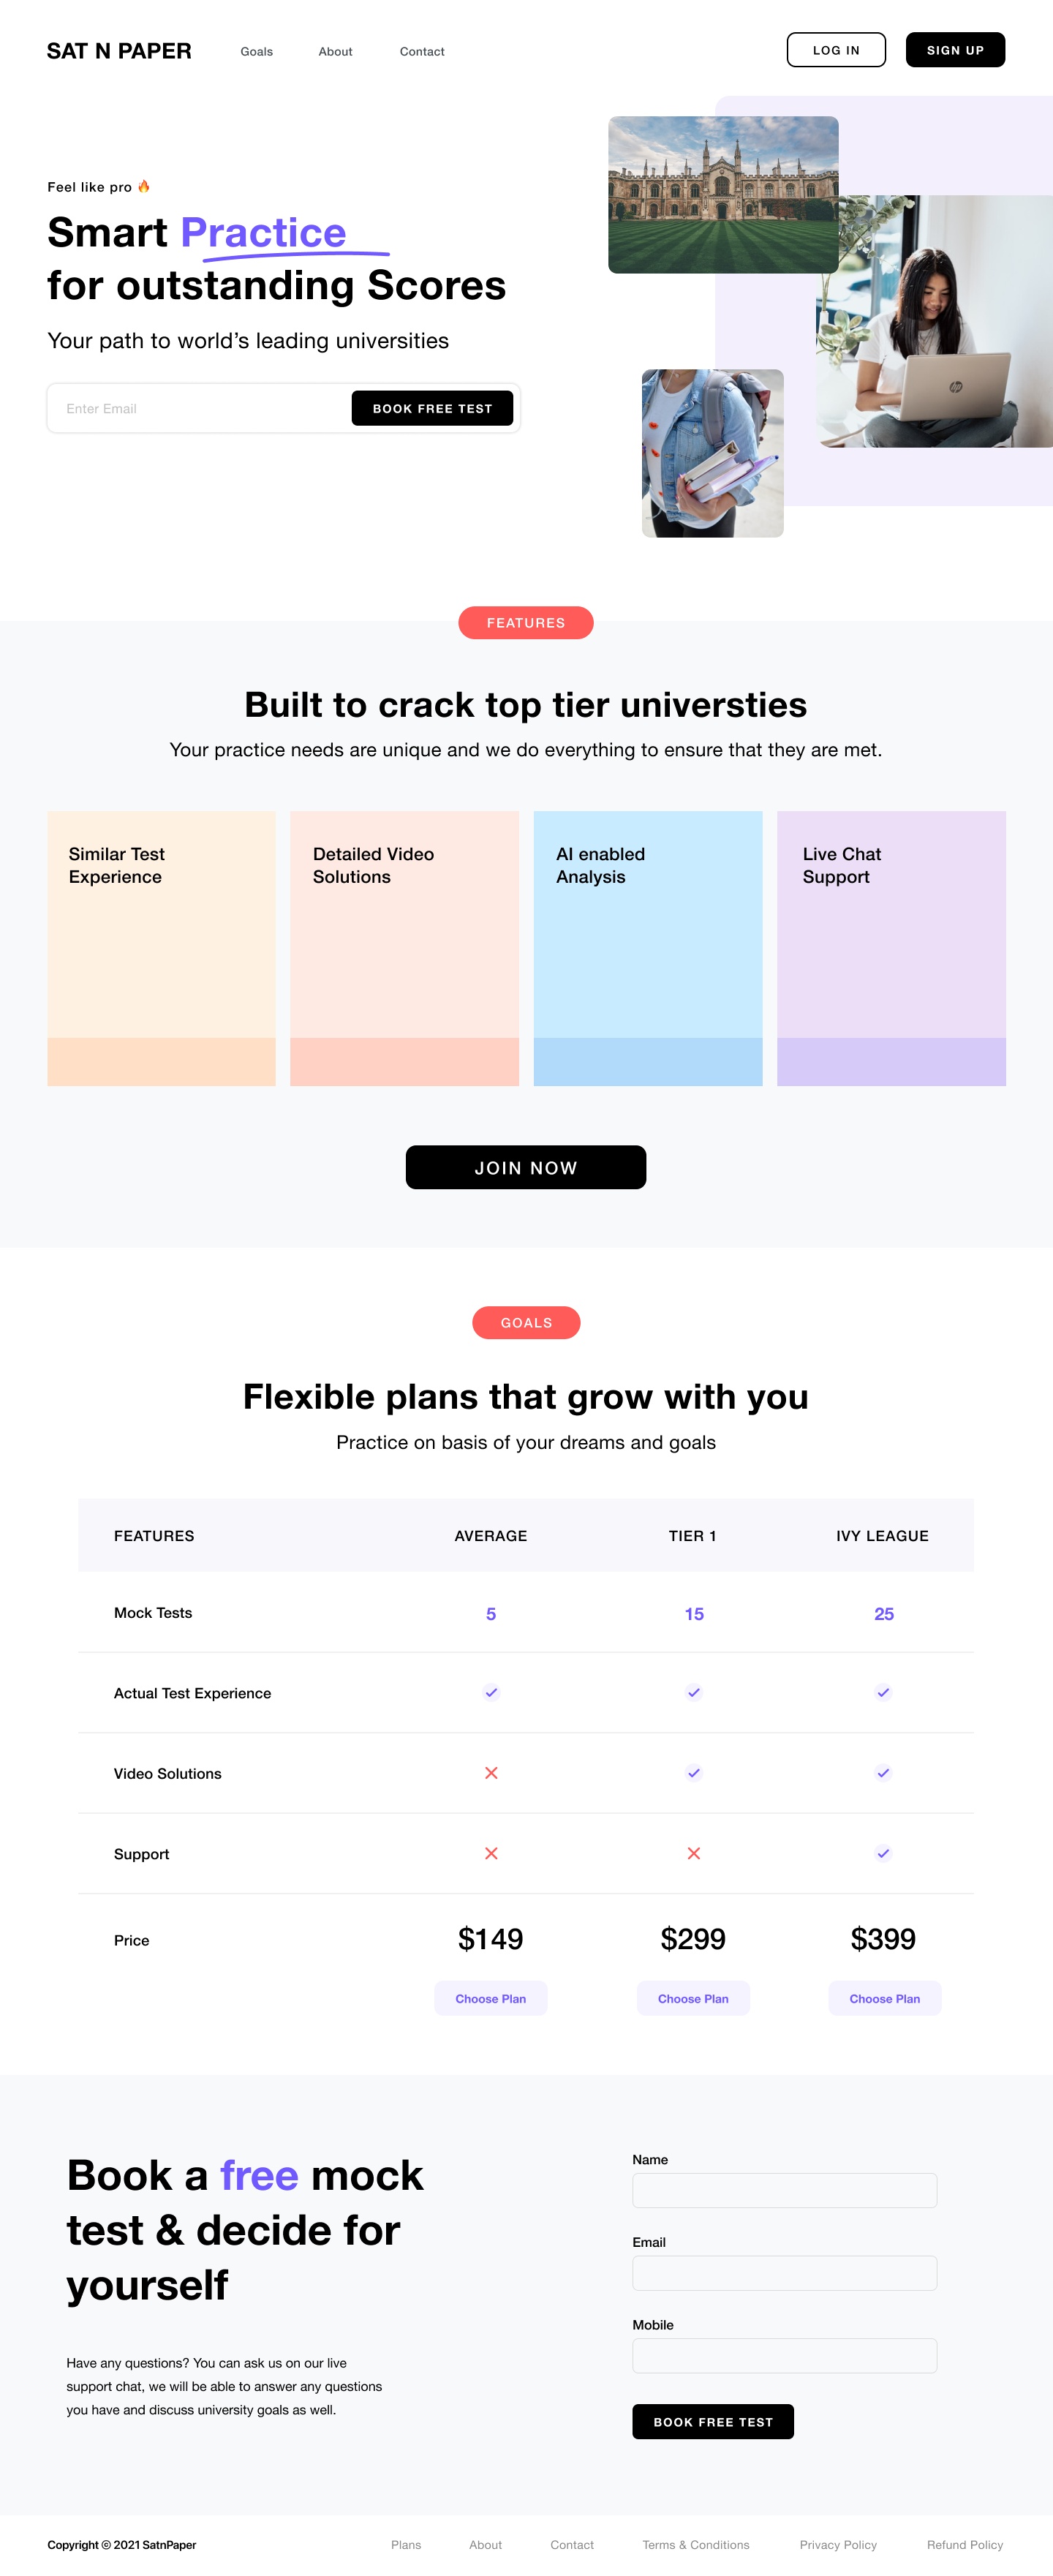 SAT N PAPER
Goals
About
Contact
LOG IN
SIGN UP
Feel like pro 🔥
Smart Practice
for outstanding Scores
Your path to world’s leading universities
Enter Email
BOOK FREE TEST
hp
FEATURES
Built to crack top tier universties
Your practice needs are unique and we do everything to ensure that they are met.
Similar Test
Experience
Detailed Video
Solutions
AI enabled
Analysis
Live Chat
Support
JOIN NOW
GOALS
Flexible plans that grow with you
Practice on basis of your dreams and goals
FEATURES
AVERAGE
TIER 1
IVY LEAGUE
Mock Tests
5
15
25
Actual Test Experience
Video Solutions
Support
Price
$149
$299
$399
Choose Plan
Choose Plan
Choose Plan
Book a free mock
test & decide for
yourself
Have any questions? You can ask us on our live
support chat, we will be able to answer any questions
you have and discuss university goals as well.
Name
Email
Mobile
BOOK FREE TEST
Copyright © 2021 SatnPaper
Plans
About
Contact
Terms & Conditions
Privacy Policy
Refund Policy